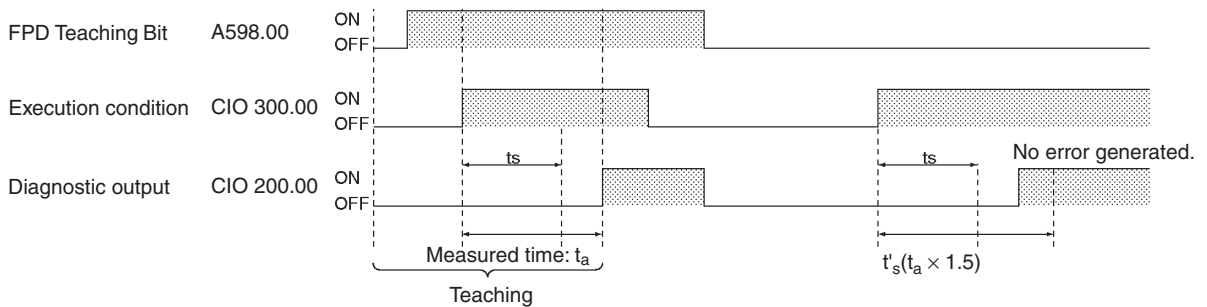 FPD Teaching Bit A598.00 ON
OFF
Execution condition CIO 300.00 ON
OFF
ts ts No error generated.
Diagnostic output CIO 200.00 ON
OFF
Measured time: ta t's(ta × 1.5)
Teaching